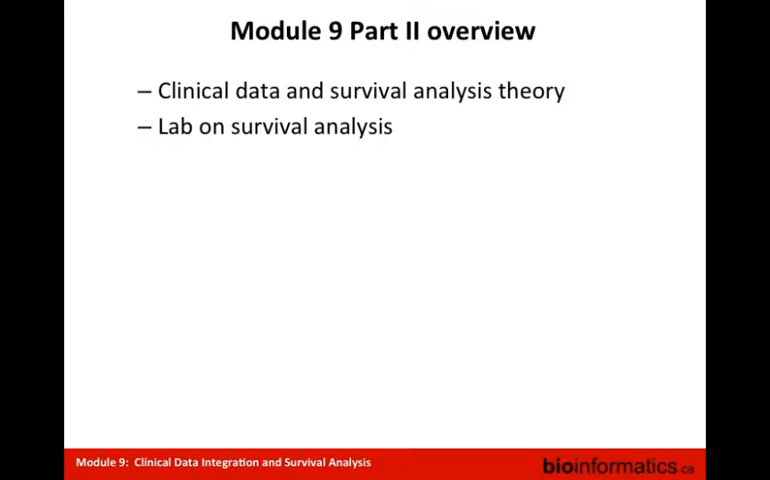 Module 9 Part II overview
– Clinical data and survival analysis theory
– Lab on survival analysis
Module 9: Clinical Data Integration and Survival Analysis
bioinformatics.ca